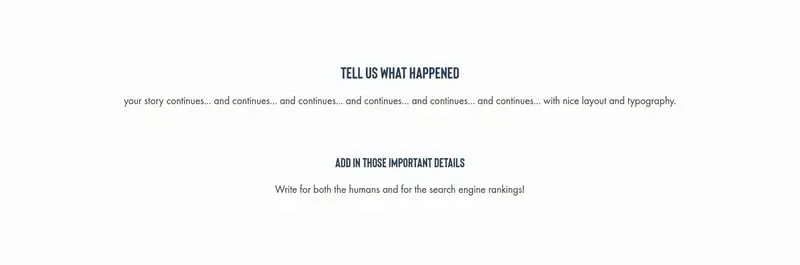 TELL US WHAT HAPPENED
your story continues... and continues... and continues... and continues... and continues... and continues... with nice layout and typography.
ADD IN THOSE IMPORTANT DETAILS
Write for both the humans and for the search engine rankings!